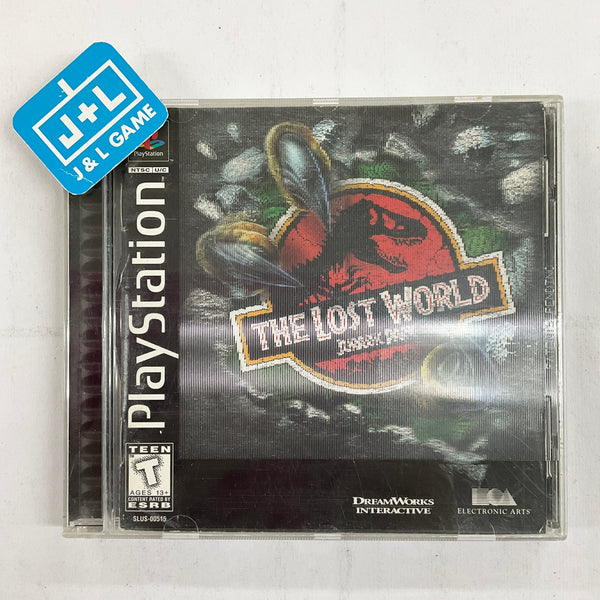 J+L
J & L GAME
PlayStation
NTSC U/C
PlayStation
THE LOST WORLD
JURASSIC PARK
TEEN
T
AGES 13+
CONTENT RATED BY
ESRB
SLUS-00515
DREAMWORKS
INTERACTIVE
ELECTRONIC ARTS